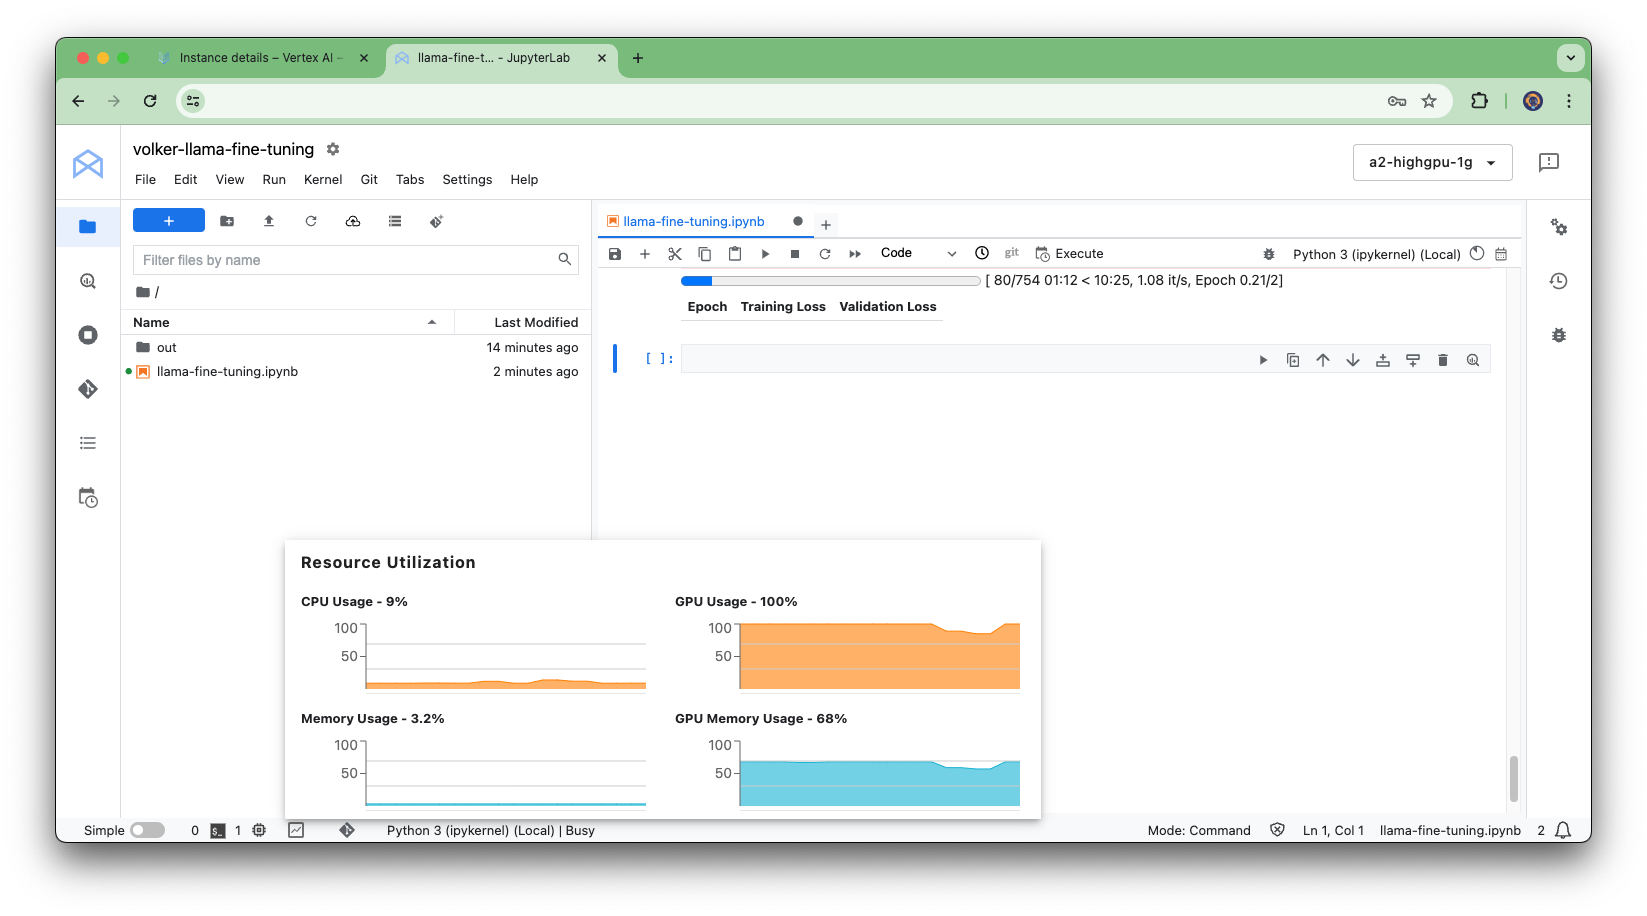 Instance details – Vertex AI –
llama-fine-t... - JupyterLab
volker-llama-fine-tuning
a2-highgpu-1g
File Edit View Run Kernel Git Tabs Settings Help
llama-fine-tuning.ipynb
Filter files by name
Code
git
Execute
Python 3 (ipykernel) (Local)
/
[ 80/754 01:12 < 10:25, 1.08 it/s, Epoch 0.21/2]
Epoch Training Loss Validation Loss
Name Last Modified
out 14 minutes ago
llama-fine-tuning.ipynb 2 minutes ago
[ ]:
Resource Utilization
CPU Usage - 9%
100
50
GPU Usage - 100%
100
50
Memory Usage - 3.2%
100
50
GPU Memory Usage - 68%
100
50
Simple 0 $_ 1 Python 3 (ipykernel) (Local) | Busy Mode: Command Ln 1, Col 1 llama-fine-tuning.ipynb 2